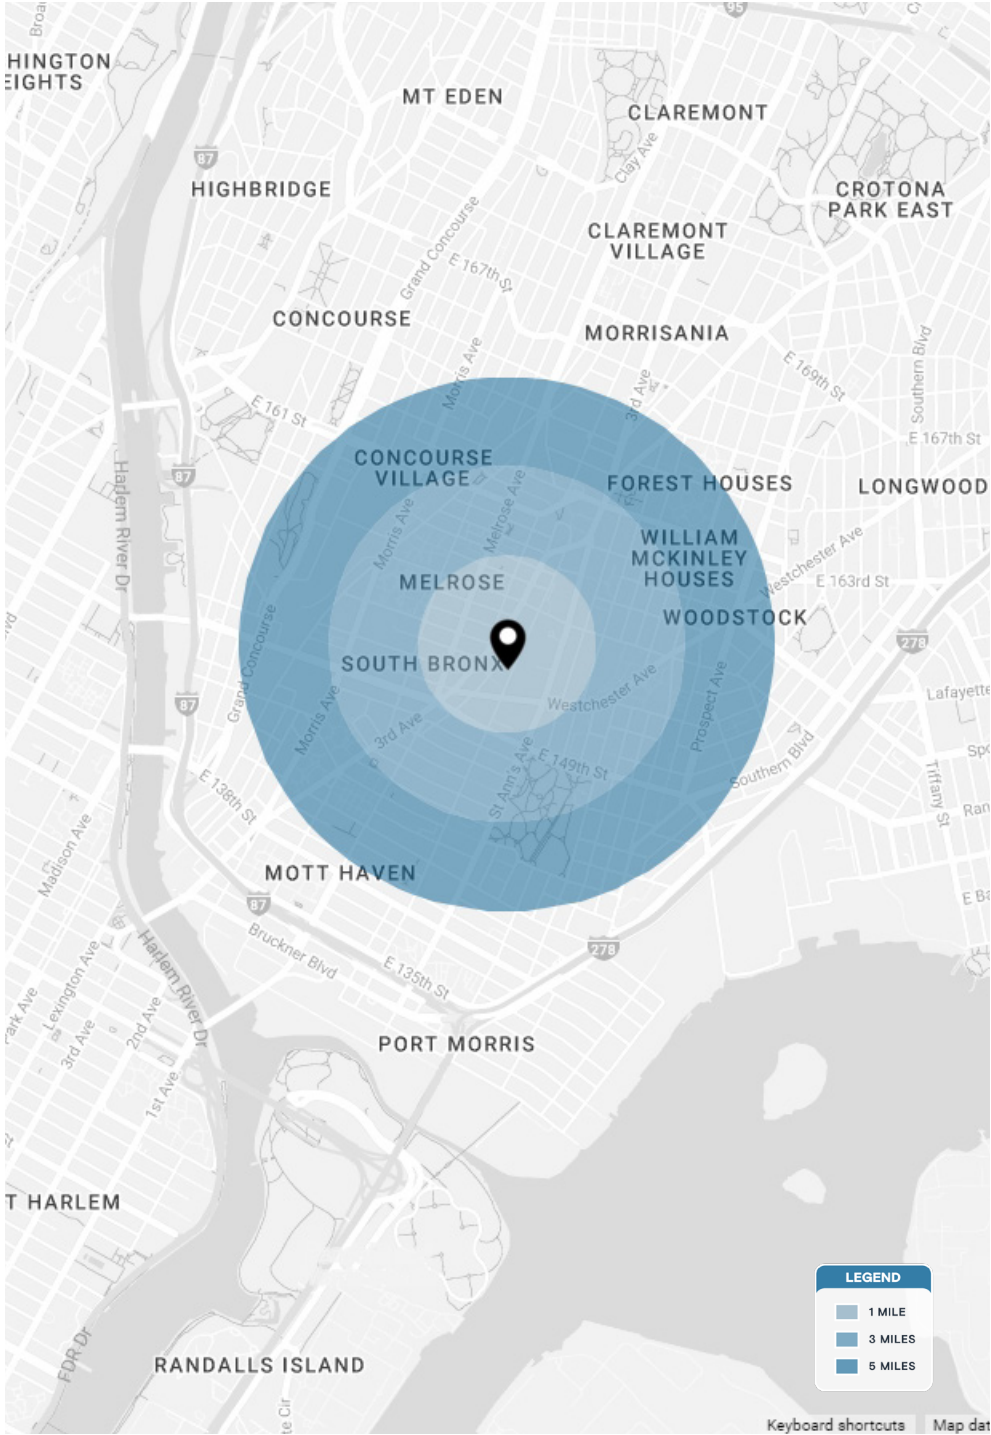 95
HINGTON
EIGHTS
MT EDEN
CLAREMONT
Clay Ave
87
HIGHBRIDGE
CROTONA
PARK EAST
Grand Concourse
CLAREMONT
VILLAGE
E 167th St
CONCOURSE
MORRISANIA
Morris Ave
3rd Ave
E 169th St
Southern Blvd
E 161 St
E 167th St
CONCOURSE
VILLAGE
87
Harlem River Dr
FOREST HOUSES
LONGWOOD
Melrose Ave
Morris Ave
WILLIAM
MCKINLEY
HOUSES
Westchester Ave
E 163rd St
MELROSE
WOODSTOCK
278
SOUTH BRONX
Grand Concourse
Westchester Ave
Prospect Ave
Lafayette
87
Morris Ave
3rd Ave
St Ann's Ave
E 149th St
Southern Blvd
Tiffany St
E 138th St
Madison Ave
MOTT HAVEN
87
E Ba
Bruckner Blvd
278
E 135th St
Harlem River Dr
Lexington Ave
Park Ave
3rd Ave
2nd Ave
1st Ave
PORT MORRIS
T HARLEM
LEGEND
1 MILE
3 MILES
5 MILES
FDR Dr
RANDALLS ISLAND
te Cir
Keyboard shortcuts
Map dat